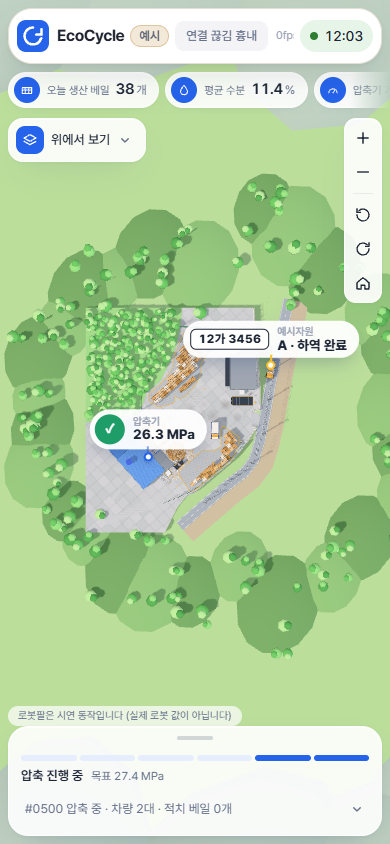 EcoCycle 예시 연결 끊김 흉내 0fp 12:03
오늘 생산 베일 38개 평균 수분 11.4% 압축기
위에서 보기
12가 3456 예시자원
A · 하역 완료
압축기
26.3 MPa
로봇팔은 시연 동작입니다 (실제 로봇 값이 아닙니다)
압축 진행 중 목표 27.4 MPa
#0500 압축 중 · 차량 2대 · 적치 베일 0개